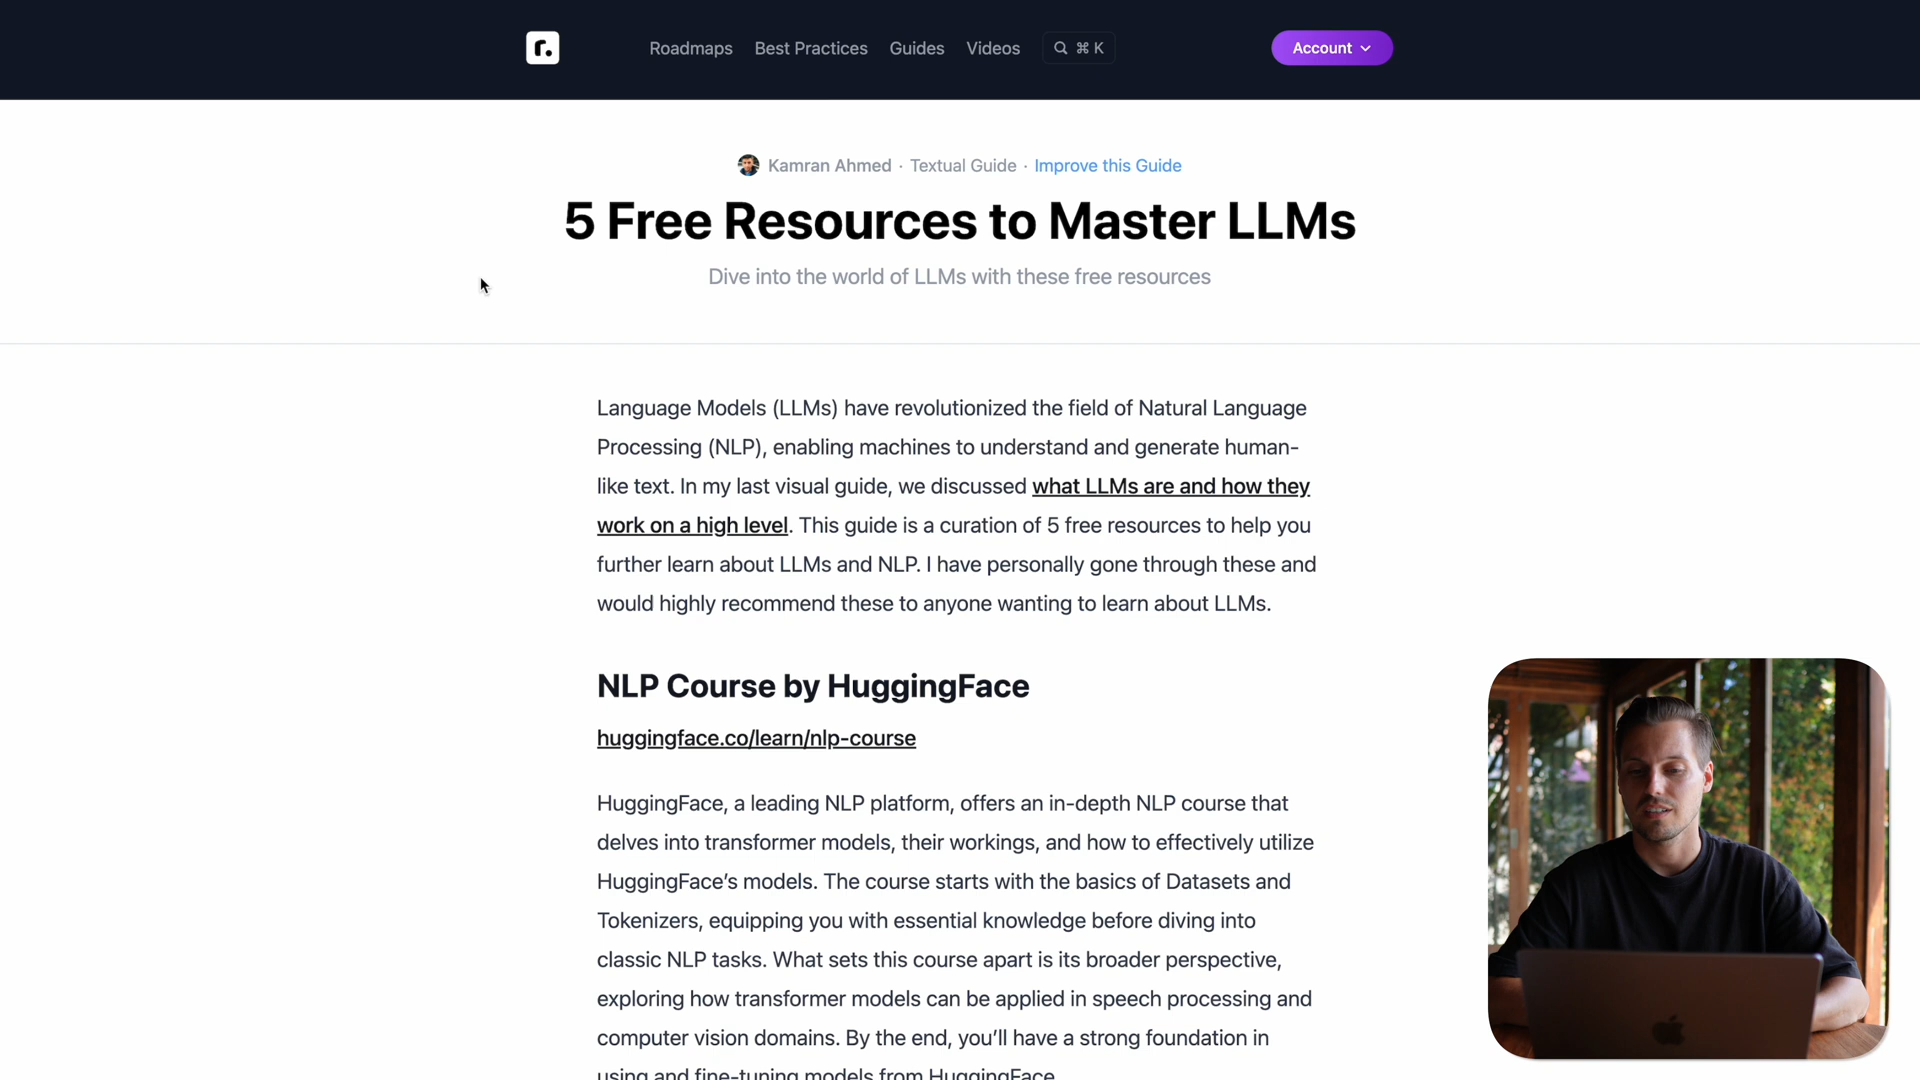 r.
Roadmaps Best Practices Guides Videos ⌘ K
Account
Kamran Ahmed · Textual Guide · Improve this Guide
5 Free Resources to Master LLMs
Dive into the world of LLMs with these free resources
Language Models (LLMs) have revolutionized the field of Natural Language
Processing (NLP), enabling machines to understand and generate human-
like text. In my last visual guide, we discussed what LLMs are and how they
work on a high level. This guide is a curation of 5 free resources to help you
further learn about LLMs and NLP. I have personally gone through these and
would highly recommend these to anyone wanting to learn about LLMs.
NLP Course by HuggingFace
huggingface.co/learn/nlp-course
HuggingFace, a leading NLP platform, offers an in-depth NLP course that
delves into transformer models, their workings, and how to effectively utilize
HuggingFace’s models. The course starts with the basics of Datasets and
Tokenizers, equipping you with essential knowledge before diving into
classic NLP tasks. What sets this course apart is its broader perspective,
exploring how transformer models can be applied in speech processing and
computer vision domains. By the end, you’ll have a strong foundation in
using and fine-tuning models from HuggingFace.